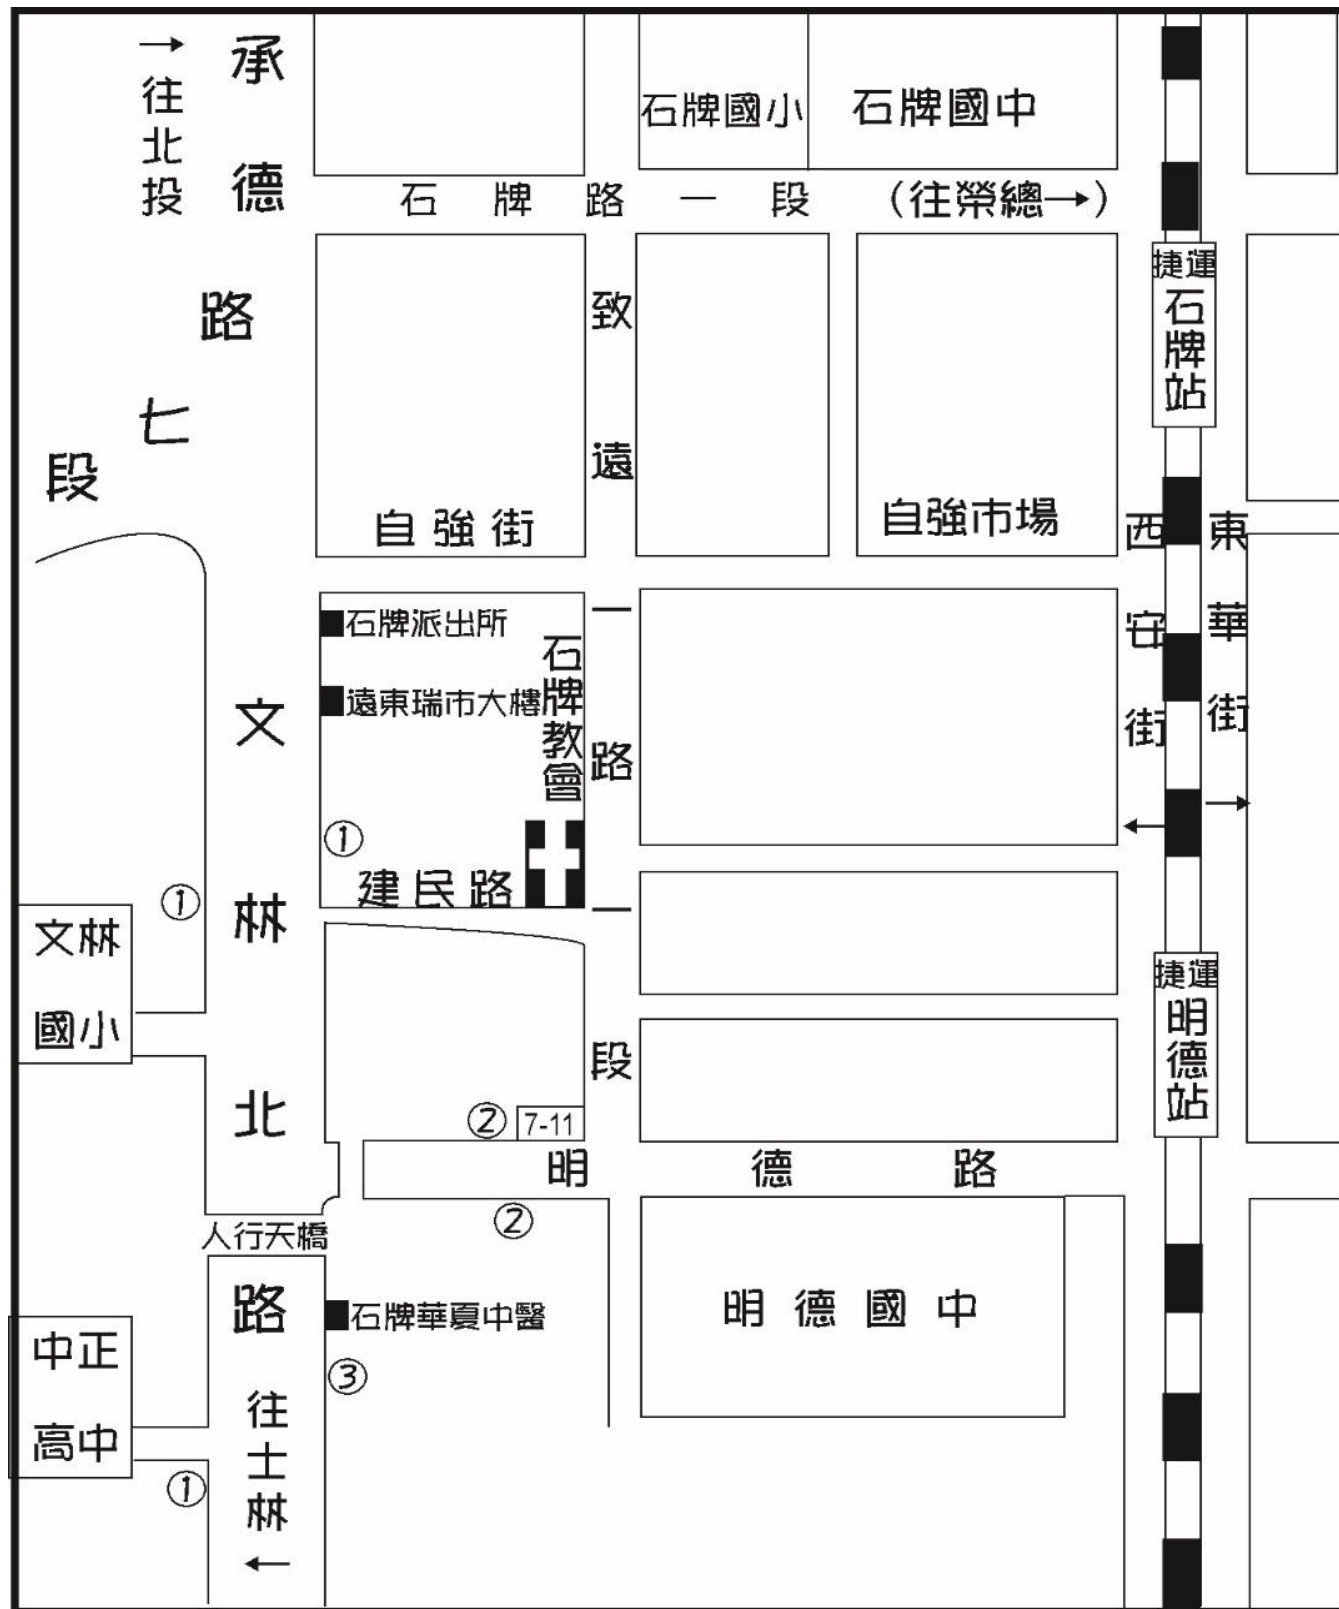 承德路七段
→往北投
石牌國小
石牌國中
石牌路一段 (往榮總→)
致遠一路一段
捷運
石牌站
自強街
自強市場
西安街
東華街
←
→
石牌派出所
遠東瑞市大樓
石牌教會
①
建民路
①
文林北路
文林
國小
捷運
明德站
②
7-11
明德路
②
人行天橋
石牌華夏中醫
明德國中
③
中正
高中
往士林←
①